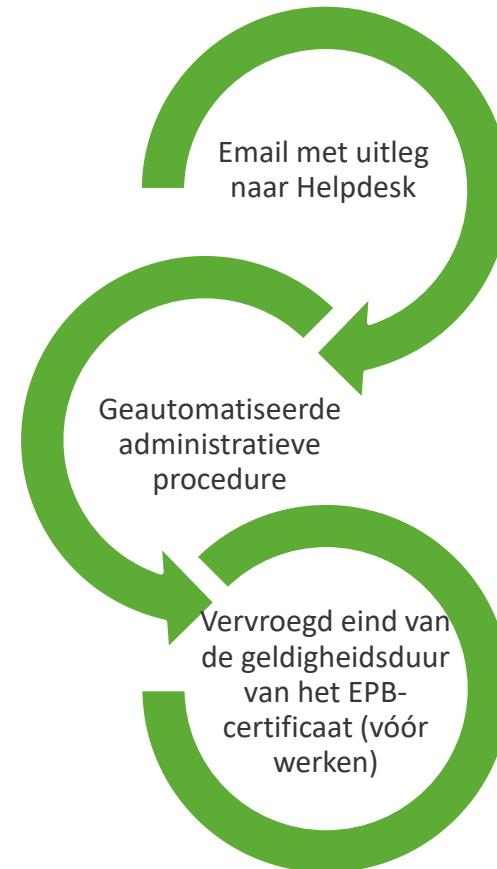 Email met uitleg
naar Helpdesk
Geautomatiseerde
administratieve
procedure
Vervroegd eind van
de geldigheidsduur
van het EPB-
certificaat (vóór
werken)